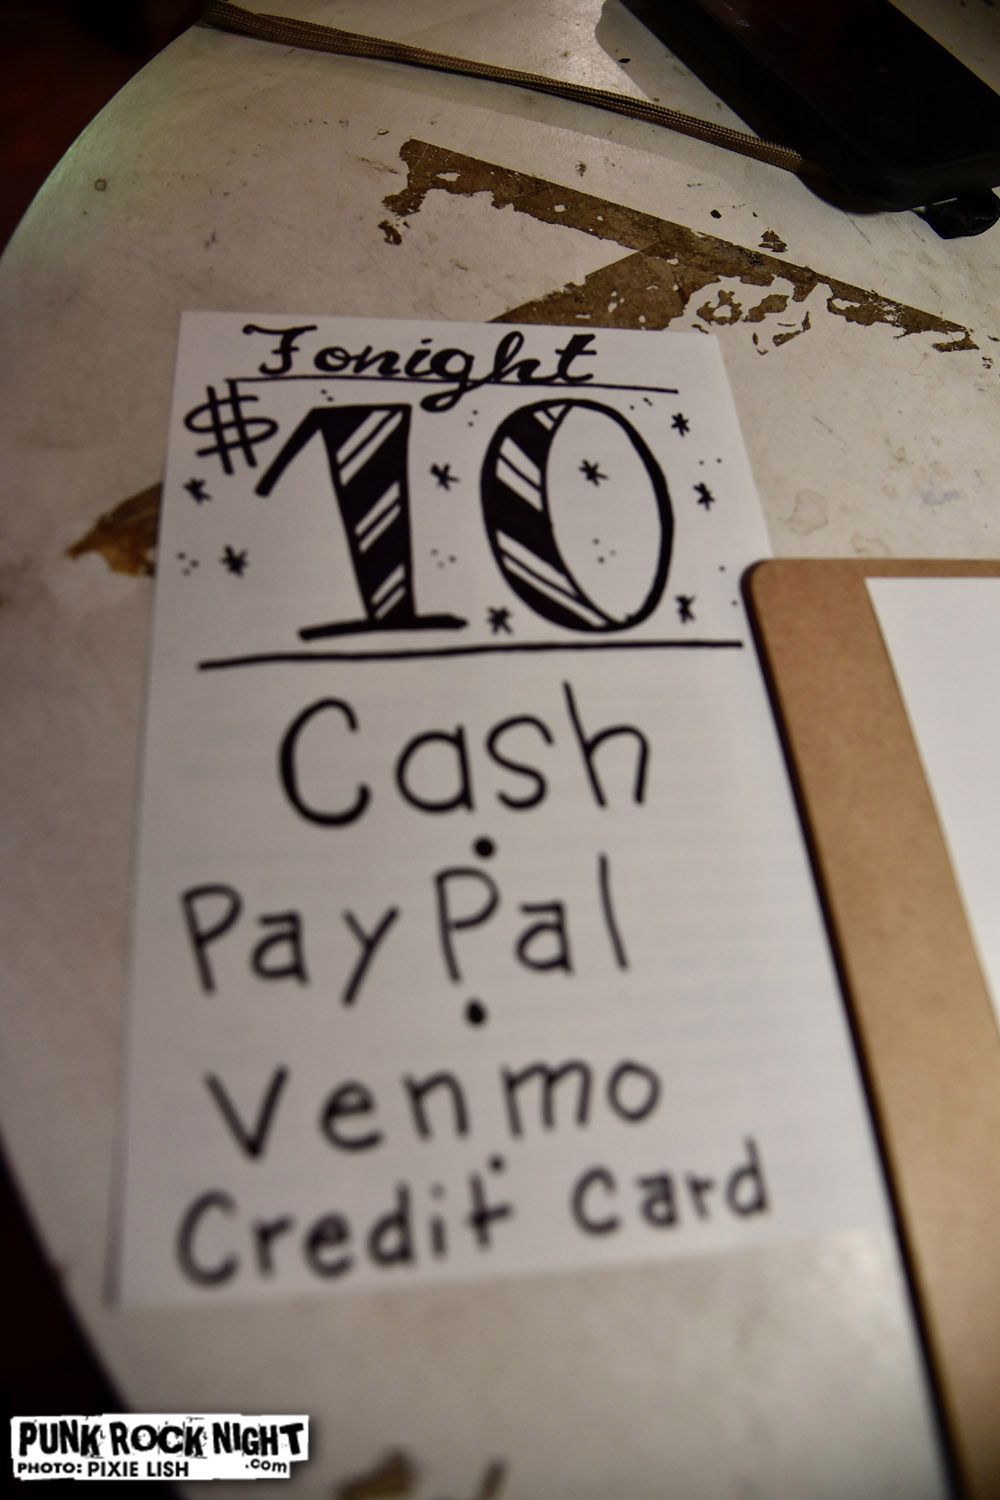 Tonight
$10
Cash
•
PayPal
•
Venmo
•
Credit Card
PUNK ROCK NIGHT
.com
PHOTO: PIXIE LISH